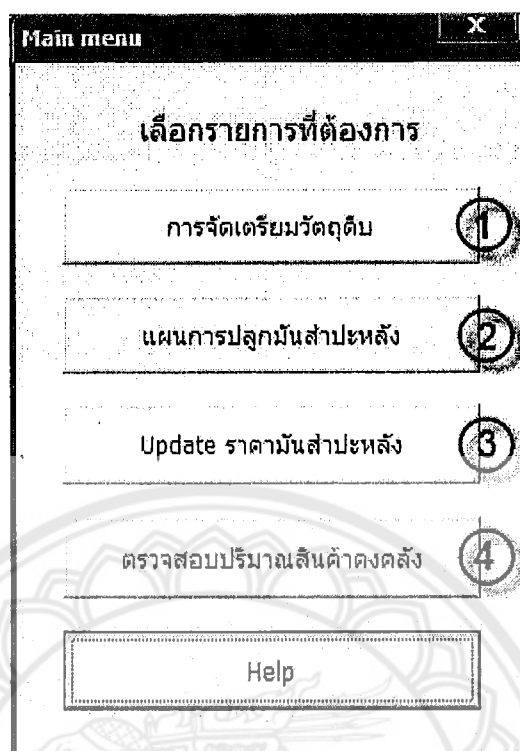 Main menu X
เลือกรายการที่ต้องการ
การจัดเตรียมวัตถุดิบ 1
แผนการปลูกมันสำปะหลัง 2
Update ราคามันสำปะหลัง 3
ตรวจสอบปริมาณสินค้าคงคลัง 4
Help